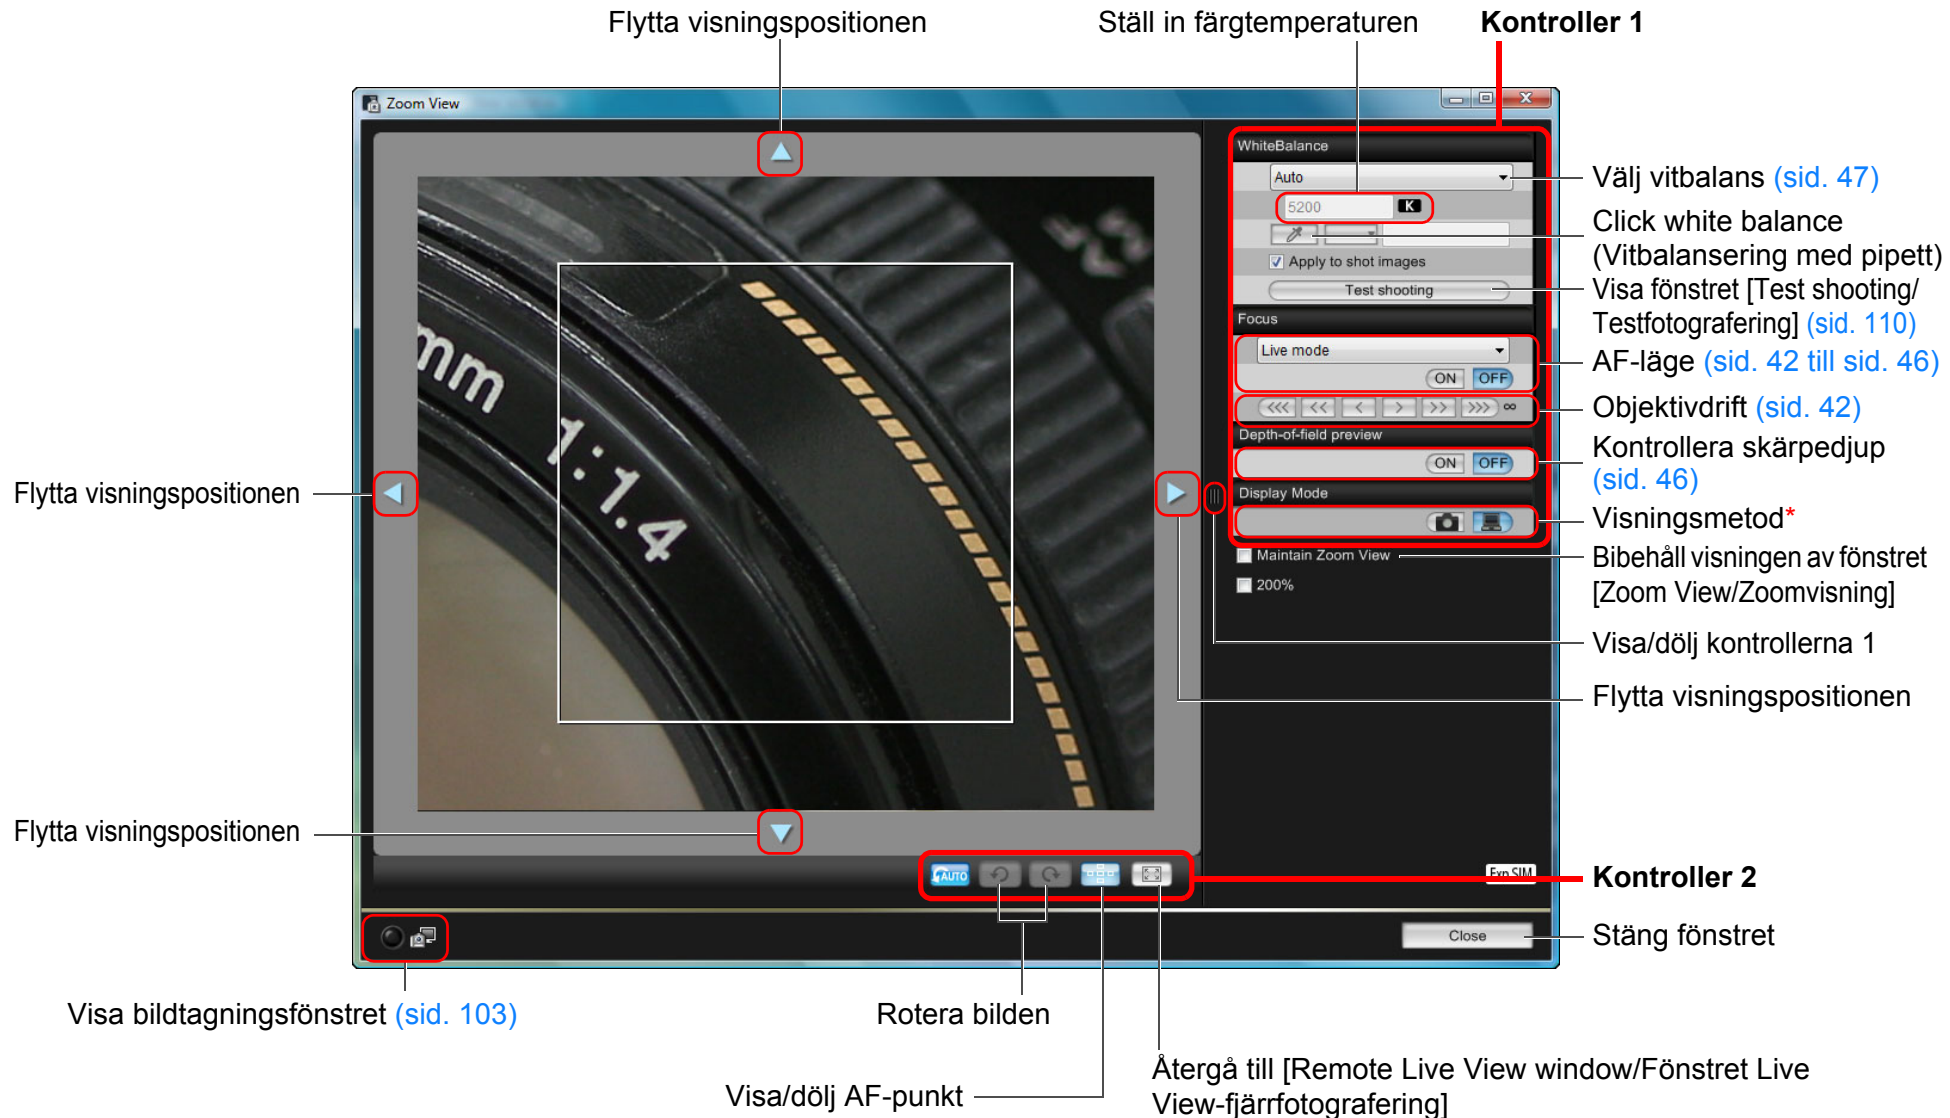 Flytta visningspositionen
Ställ in färgtemperaturen
Kontroller 1
Zoom View
WhiteBalance
Auto
Välj vitbalans (sid. 47)
5200 K
Click white balance
(Vitbalansering med pipett)
Apply to shot images
Test shooting
Visa fönstret [Test shooting/
Testfotografering] (sid. 110)
Focus
Live mode
ON OFF
AF-läge (sid. 42 till sid. 46)
<<< << < > >> >>> ∞
Objektivdrift (sid. 42)
Depth-of-field preview
ON OFF
Kontrollera skärpedjup
(sid. 46)
Display Mode
Visningsmetod*
Maintain Zoom View
Bibehåll visningen av fönstret
[Zoom View/Zoomvisning]
200%
Visa/dölj kontrollerna 1
Flytta visningspositionen
mm 1:1.4
Flytta visningspositionen
Flytta visningspositionen
AUTO
Exp.SIM
Kontroller 2
Close
Stäng fönstret
Visa bildtagningsfönstret (sid. 103)
Rotera bilden
Visa/dölj AF-punkt
Återgå till [Remote Live View window/Fönstret Live
View-fjärrfotografering]